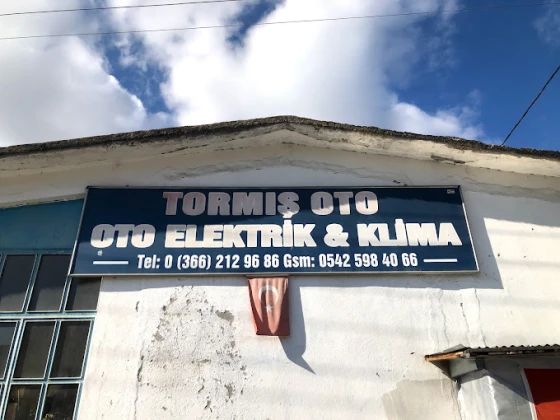 TORMIŞ OTO
OTO ELEKTRİK & KLİMA
Tel: 0 (366) 212 96 86 Gsm: 0542 598 40 66